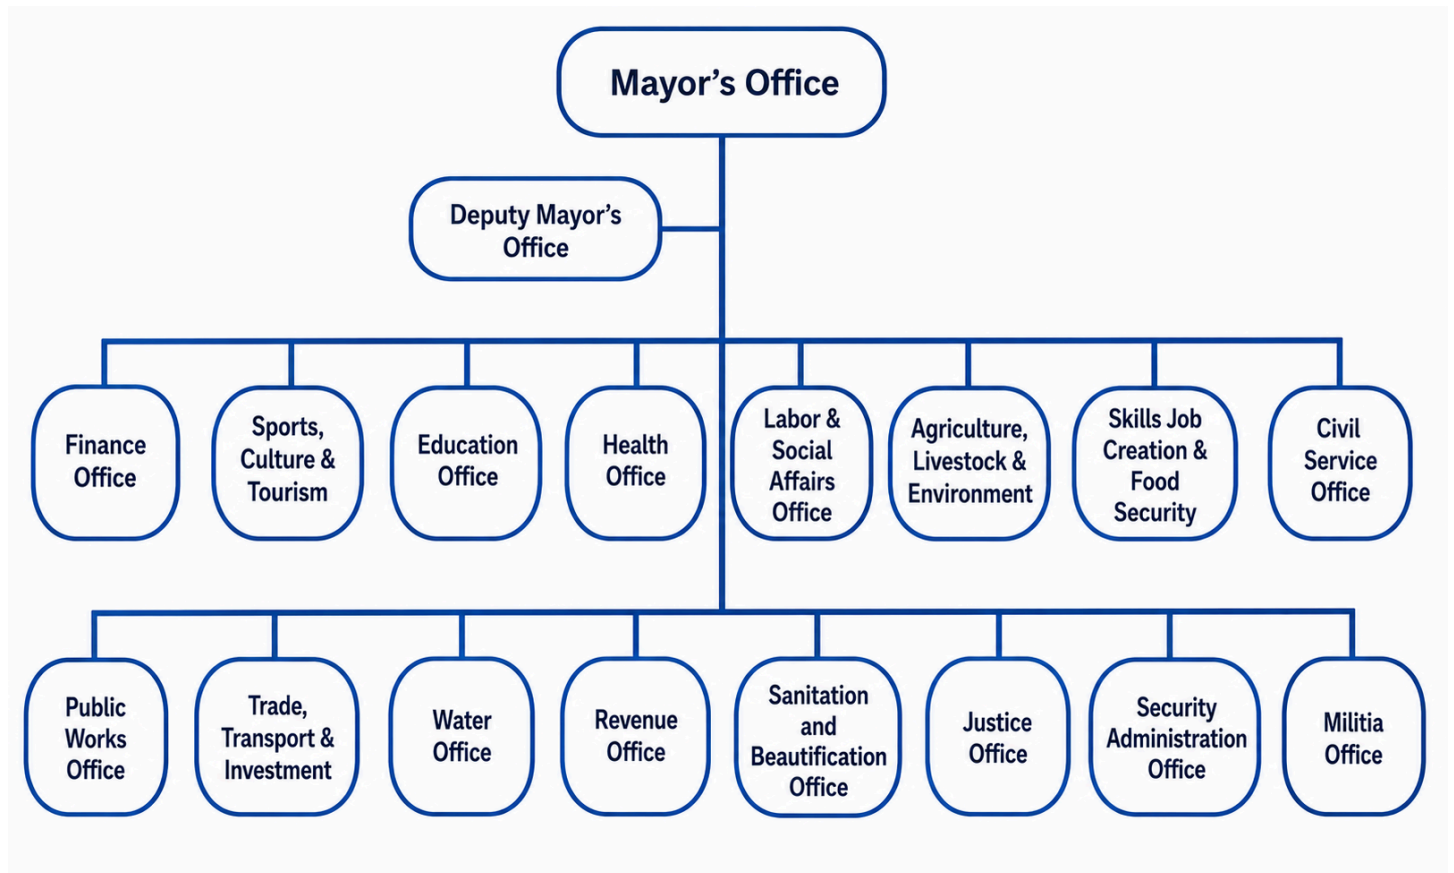 Mayor’s Office
Deputy Mayor’s
Office
Finance
Office
Sports,
Culture &
Tourism
Education
Office
Health
Office
Labor &
Social
Affairs
Office
Agriculture,
Livestock &
Environment
Skills Job
Creation &
Food
Security
Civil
Service
Office
Public
Works
Office
Trade,
Transport &
Investment
Water
Office
Revenue
Office
Sanitation
and
Beautification
Office
Justice
Office
Security
Administration
Office
Militia
Office